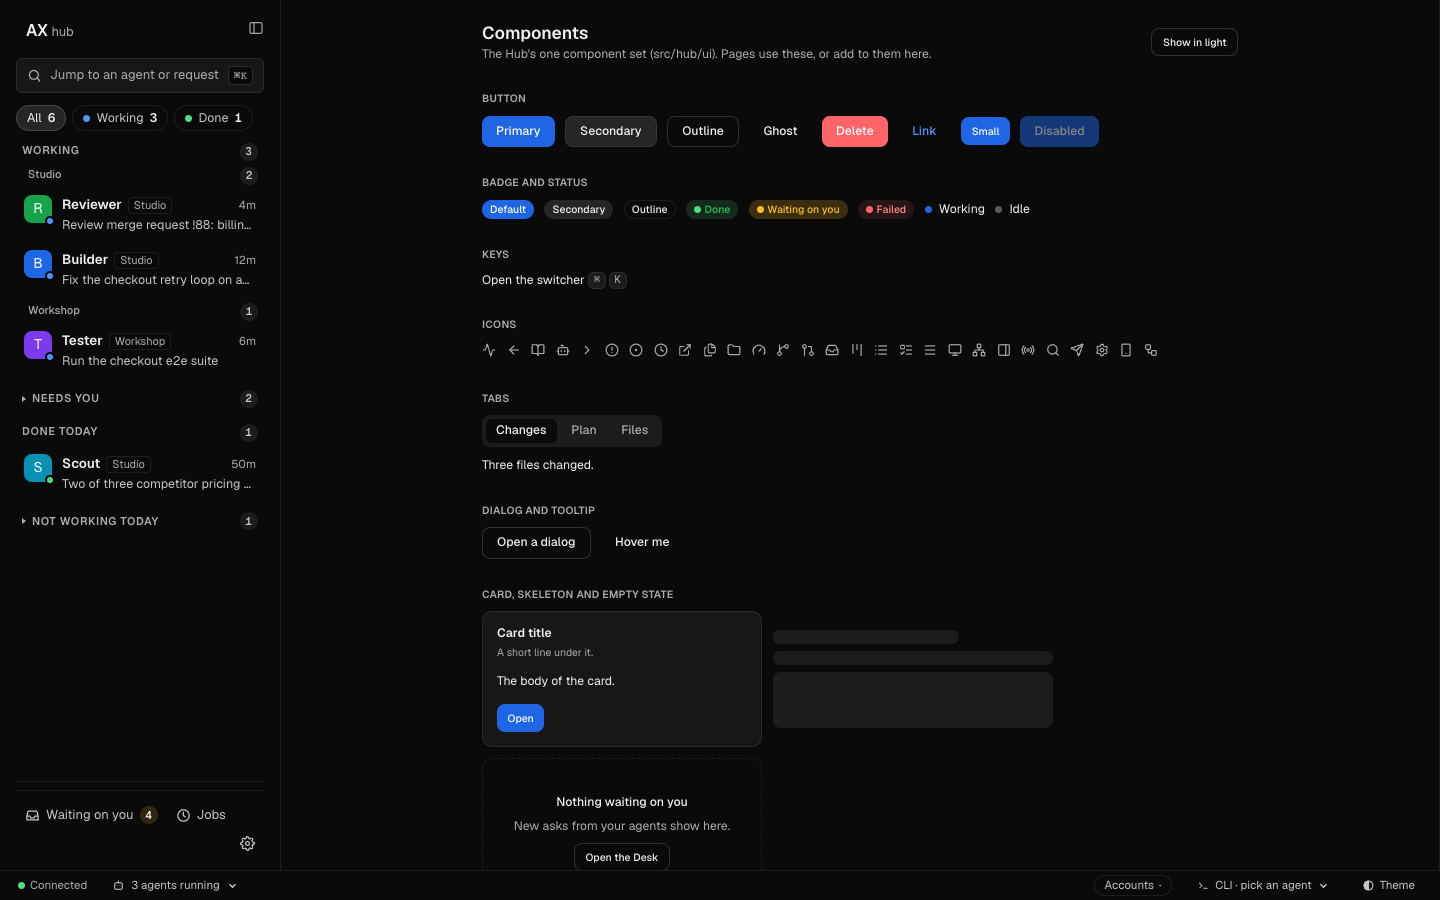 AX hub
Jump to an agent or request ⌘K
All 6 Working 3 Done 1
WORKING 3
Studio 2
R Reviewer Studio 4m
Review merge request !88: billin…
B Builder Studio 12m
Fix the checkout retry loop on a…
Workshop 1
T Tester Workshop 6m
Run the checkout e2e suite
NEEDS YOU 2
DONE TODAY 1
S Scout Studio 50m
Two of three competitor pricing …
NOT WORKING TODAY 1
Waiting on you 4 Jobs
Components
The Hub's one component set (src/hub/ui). Pages use these, or add to them here.
Show in light
BUTTON
Primary Secondary Outline Ghost Delete Link Small Disabled
BADGE AND STATUS
Default Secondary Outline Done Waiting on you Failed Working Idle
KEYS
Open the switcher ⌘ K
ICONS
TABS
Changes Plan Files
Three files changed.
DIALOG AND TOOLTIP
Open a dialog Hover me
CARD, SKELETON AND EMPTY STATE
Card title
A short line under it.
The body of the card.
Open
Nothing waiting on you
New asks from your agents show here.
Open the Desk
Connected 3 agents running Accounts · CLI · pick an agent Theme